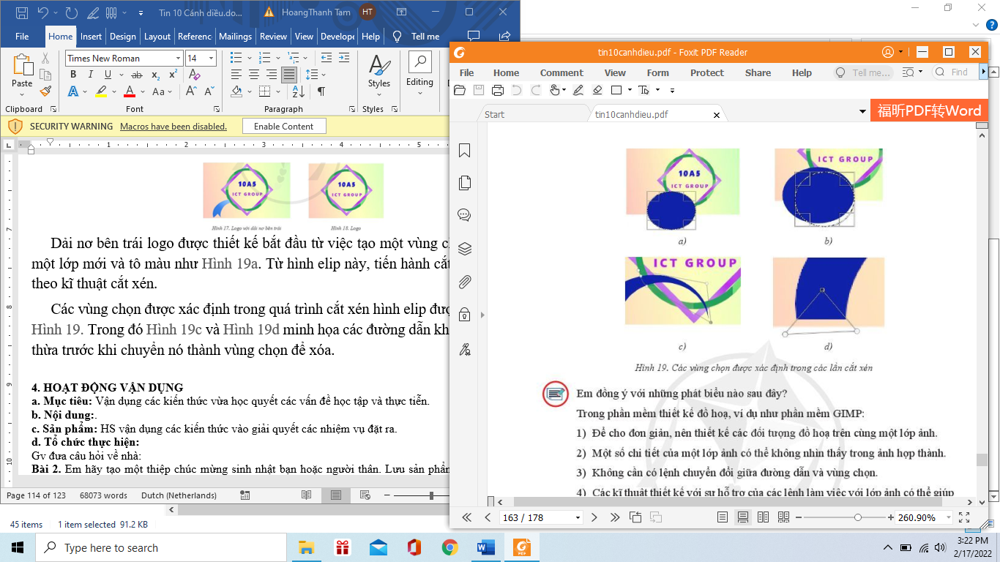 Tin 10 Cánh diều.do...
HoangThanh Tam
HT
File Home Insert Design Layout Referenc Mailings Review View Develope Help Tell me
Times New Roman 14
Paste
B I U ab x₂ x²
A A Aa A A
Styles
Editing
Clipboard Font Paragraph Styles
SECURITY WARNING Macros have been disabled. Enable Content
1 2 3 4 5
10A5
ICT GROUP
10A5
ICT GROUP
Hình 17. Logo với dải nơ bên trái
Hình 18. Logo
Dải nơ bên trái logo được thiết kế bắt đầu từ việc tạo một vùng
một lớp mới và tô màu như Hình 19a. Từ hình elip này, tiến hành
theo kĩ thuật cắt xén.
Các vùng chọn được xác định trong quá trình cắt xén hình elip
Hình 19. Trong đó Hình 19c và Hình 19d minh họa các đường dẫn
thừa trước khi chuyển nó thành vùng chọn để xóa.
4. HOẠT ĐỘNG VẬN DỤNG
a. Mục tiêu: Vận dụng các kiến thức vừa học quyết các vấn đề học tập và thực tiễn.
b. Nội dung:.
c. Sản phẩm: HS vận dụng các kiến thức vào giải quyết các nhiệm vụ đặt ra.
d. Tổ chức thực hiện:
Gv đưa câu hỏi về nhà:
Bài 2. Em hãy tạo một thiệp chúc mừng sinh nhật bạn hoặc người thân. Lưu sản
7
8
9
10
Page 114 of 123 68073 words Dutch (Netherlands)
45 items 1 item selected 91.2 KB
tin10canhdieu.pdf - Foxit PDF Reader
File Home Comment View Form Protect Share Help Tell me... Find
Start
tin10canhdieu.pdf
福昕PDF转Word
10A5
ICT GROUP
ICT GROUP
a)
b)
ICT GROUP
c)
d)
Hình 19. Các vùng chọn được xác định trong các lần cắt xén
Em đồng ý với những phát biểu nào sau đây?
Trong phần mềm thiết kế đồ hoạ, ví dụ như phần mềm GIMP:
1) Để cho đơn giản, nên thiết kế các đối tượng đồ hoạ trên cùng một lớp ảnh.
2) Một số chi tiết của một lớp ảnh có thể không nhìn thấy trong ảnh hợp thành.
3) Không cần có lệnh chuyển đổi giữa đường dẫn và vùng chọn.
4) Các kĩ thuật thiết kế với sự hỗ trợ của các lệnh làm việc với lớp ảnh có thể giúp
163 / 178
260.90%
Type here to search
3:22 PM
2/17/2022